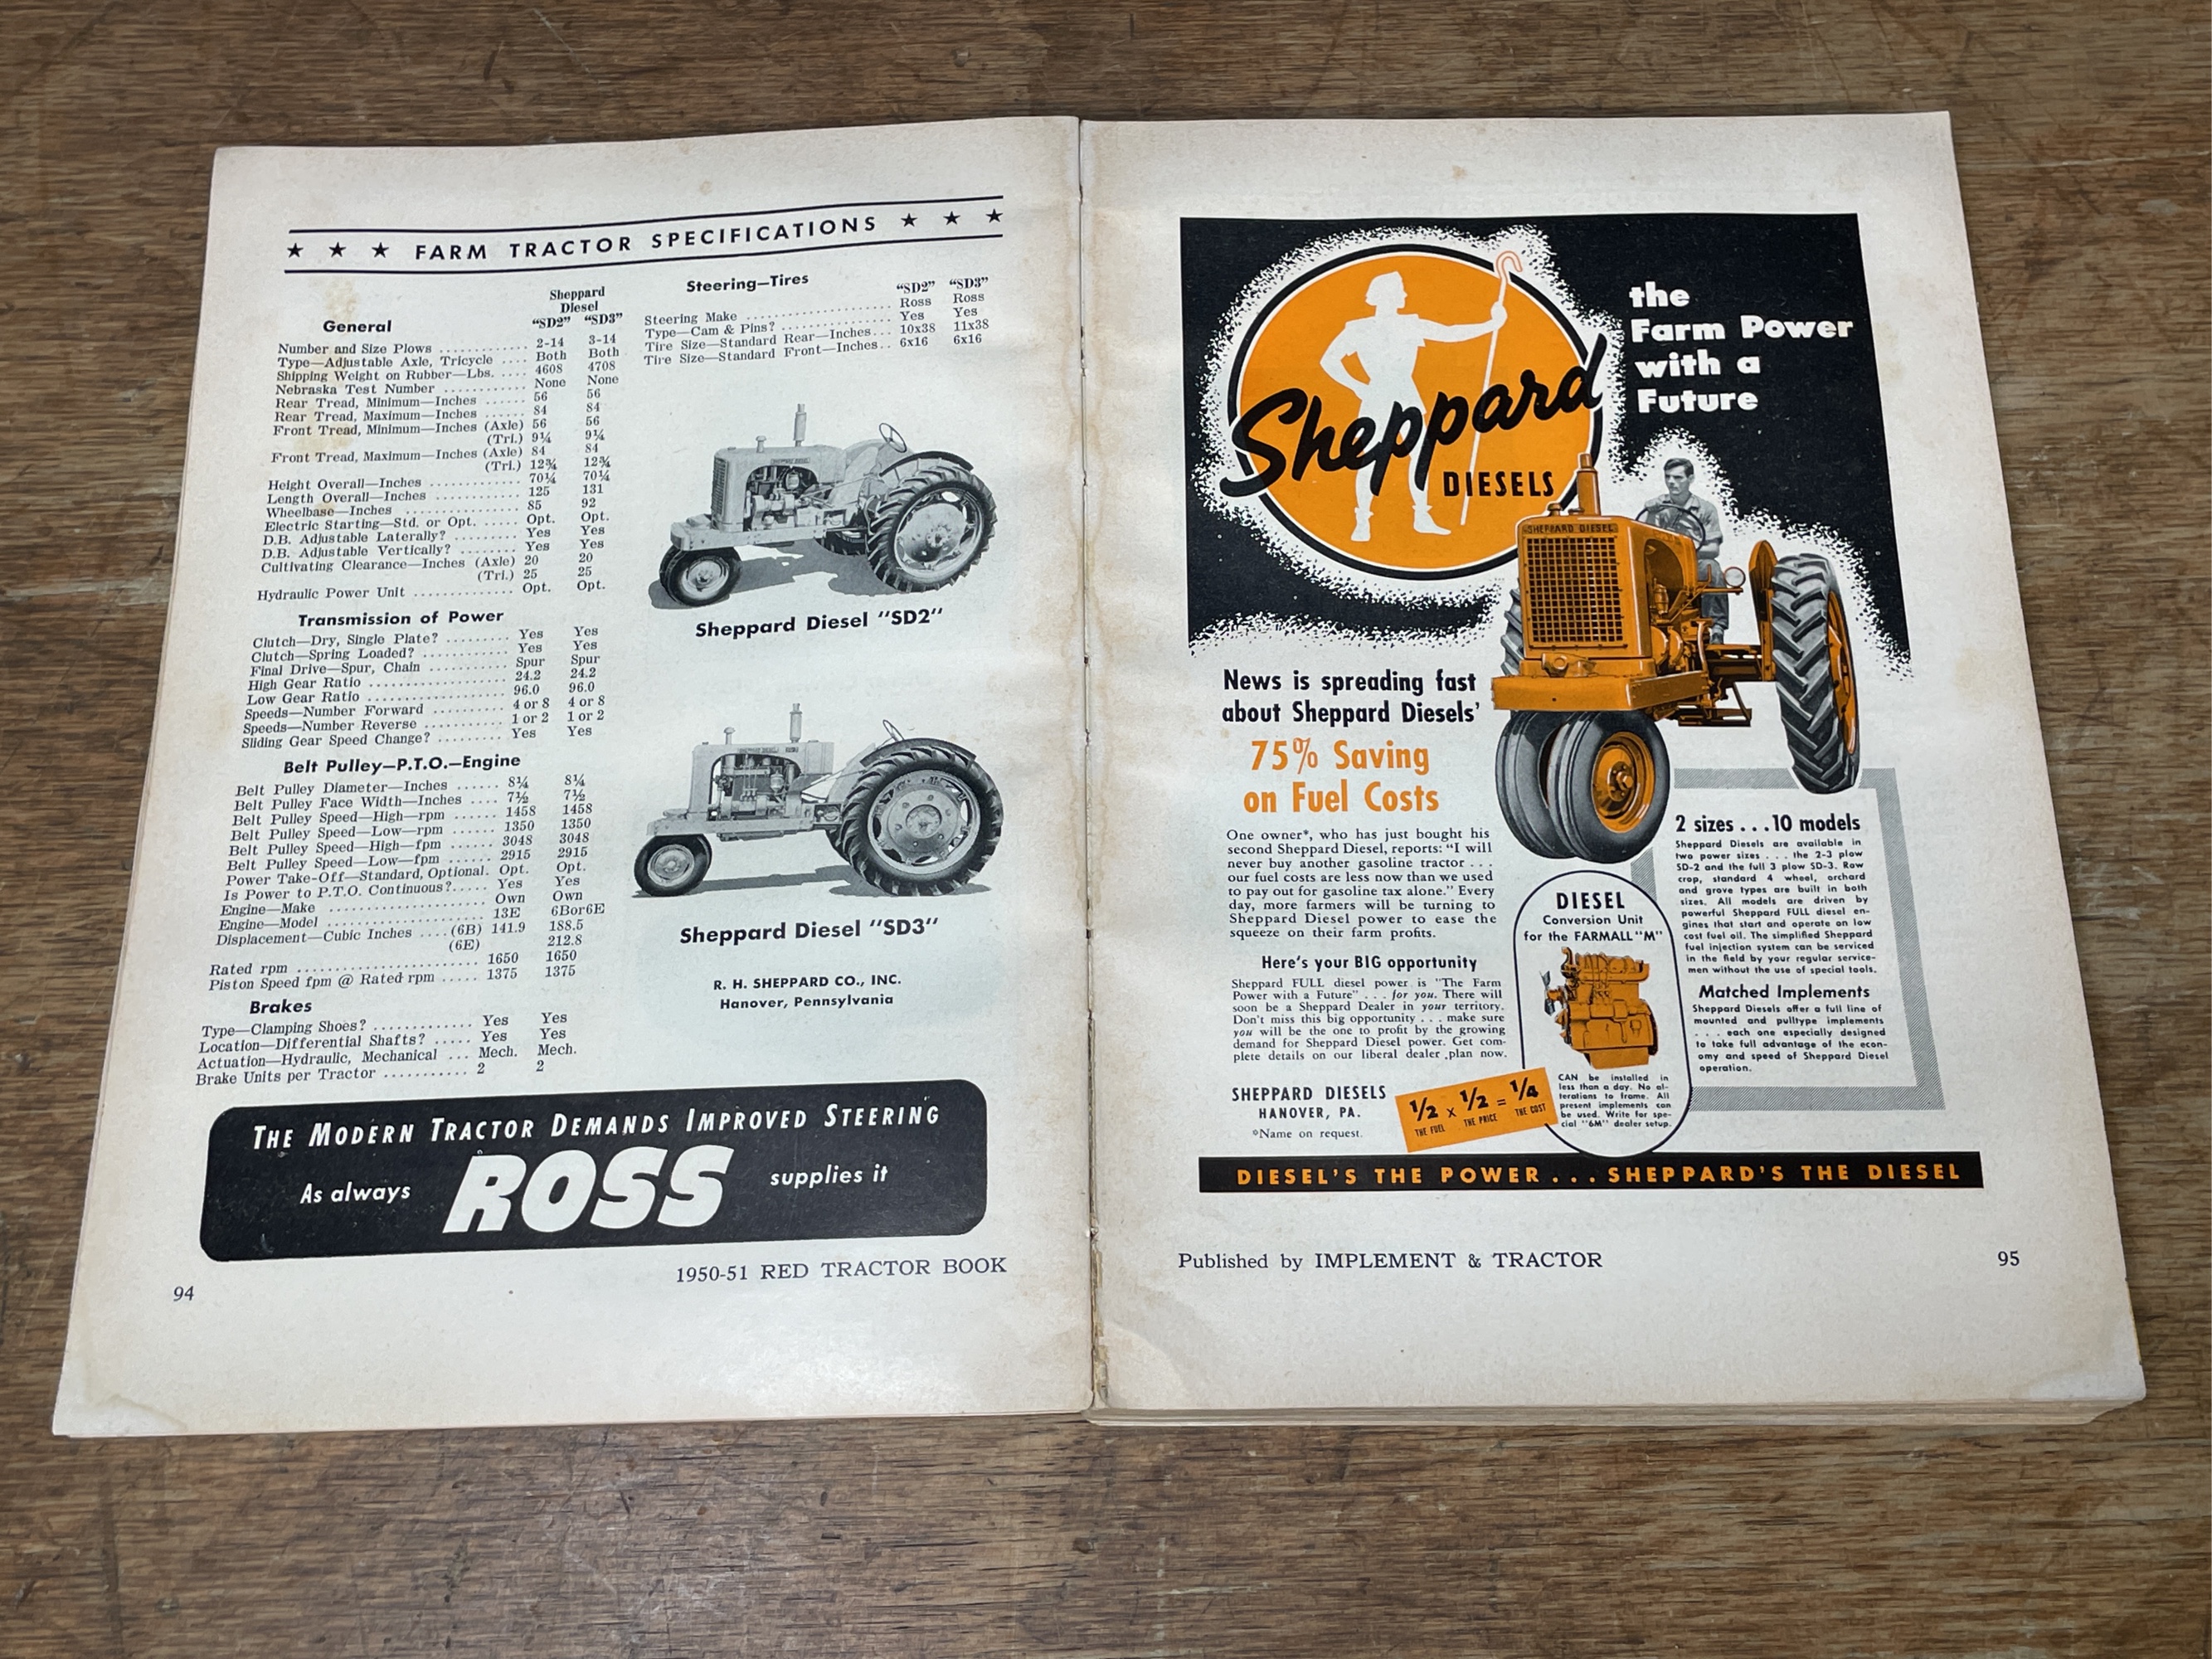 ★ ★ ★ FARM TRACTOR SPECIFICATIONS ★ ★ ★
Sheppard
Diesel
General "SD2" "SD3"
Number and Size Plows ............ 2-14 3-14
Type—Adjustable Axle, Tricycle .... Both Both
Shipping Weight on Rubber—Lbs. .... 4608 4708
Nebraska Test Number ........... None None
Rear Tread, Minimum—Inches ...... 56 56
Rear Tread, Maximum—Inches ...... 84 84
Front Tread, Minimum—Inches (Axle) 56 56
(Tri.) 9¼ 9¼
Front Tread, Maximum—Inches (Axle) 84 84
(Tri.) 12¾ 12¾
Height Overall—Inches ............ 70¼ 70¼
Length Overall—Inches ............ 125 131
Wheelbase—Inches ............ 85 92
Electric Starting—Std. or Opt. ..... Opt. Opt.
D.B. Adjustable Laterally? ........ Yes Yes
D.B. Adjustable Vertically? ........ Yes Yes
Cultivating Clearance—Inches (Axle) 20 20
(Tri.) 25 25
Hydraulic Power Unit ............. Opt. Opt.
Transmission of Power
Clutch—Dry, Single Plate? ........ Yes Yes
Clutch—Spring Loaded? ........... Yes Yes
Final Drive—Spur, Chain ......... Spur Spur
High Gear Ratio ................. 24.2 24.2
Low Gear Ratio .................. 96.0 96.0
Speeds—Number Forward .......... 4 or 8 4 or 8
Speeds—Number Reverse .......... 1 or 2 1 or 2
Sliding Gear Speed Change? ........ Yes Yes
Belt Pulley—P.T.O.—Engine
Belt Pulley Diameter—Inches ...... 8¼ 8¼
Belt Pulley Face Width—Inches .... 7½ 7½
Belt Pulley Speed—High—rpm ...... 1458 1458
Belt Pulley Speed—Low—rpm ...... 1350 1350
Belt Pulley Speed—High—fpm ..... 3048 3048
Belt Pulley Speed—Low—fpm ...... 2915 2915
Power Take-Off—Standard, Optional. Opt. Opt.
Is Power to P.T.O. Continuous?..... Yes Yes
Engine—Make .................... Own Own
Engine—Model ................... 13E 6Bor6E
Displacement—Cubic Inches ....(6B) 141.9 188.5
(6E) 212.8
Rated rpm ....................... 1650 1650
Piston Speed fpm @ Rated rpm ..... 1375 1375
Brakes
Type—Clamping Shoes? ............. Yes Yes
Location—Differential Shafts? ..... Yes Yes
Actuation—Hydraulic, Mechanical ... Mech. Mech.
Brake Units per Tractor ........... 2 2
Steering—Tires
"SD2" "SD3"
Steering Make .................... Ross Ross
Type—Cam & Pins? ................ Yes Yes
Tire Size—Standard Rear—Inches... 10x38 11x38
Tire Size—Standard Front—Inches.. 6x16 6x16
Sheppard Diesel "SD2"
Sheppard Diesel "SD3"
R. H. SHEPPARD CO., INC.
Hanover, Pennsylvania
THE MODERN TRACTOR DEMANDS IMPROVED STEERING
As always ROSS supplies it
1950-51 RED TRACTOR BOOK
94
the
Farm Power
with a
Future
Sheppard
DIESELS
SHEPPARD DIESEL
News is spreading fast
about Sheppard Diesels'
75% Saving
on Fuel Costs
One owner*, who has just bought his
second Sheppard Diesel, reports: "I will
never buy another gasoline tractor . . .
our fuel costs are less now than we used
to pay out for gasoline tax alone." Every
day, more farmers will be turning to
Sheppard Diesel power to ease the
squeeze on their farm profits.
Here's your BIG opportunity
Sheppard FULL diesel power is "The Farm
Power with a Future" . . . for you. There will
soon be a Sheppard Dealer in your territory.
Don't miss this big opportunity . . . make sure
you will be the one to profit by the growing
demand for Sheppard Diesel power. Get com-
plete details on our liberal dealer plan now.
SHEPPARD DIESELS
HANOVER, PA.
*Name on request.
½ x ½ = ¼
THE FUEL THE PRICE THE COST
DIESEL
Conversion Unit
for the FARMALL "M"
CAN be installed in
less than a day. No al-
terations to frame. All
present implements can
be used. Write for spe-
cial "6M" dealer setup.
2 sizes . . . 10 models
Sheppard Diesels are available in
two power sizes . . . the 2-3 plow
SD-2 and the full 3 plow SD-3. Row
crop, standard 4 wheel, orchard
and grove types are built in both
sizes. All models are driven by
powerful Sheppard FULL diesel en-
gines that start and operate on low
cost fuel oil. The simplified Sheppard
fuel injection system can be serviced
in the field by your regular service-
men without the use of special tools.
Matched Implements
Sheppard Diesels offer a full line of
mounted and pulltype implements
. . . each one especially designed
to take full advantage of the econ-
omy and speed of Sheppard Diesel
operation.
DIESEL'S THE POWER . . . SHEPPARD'S THE DIESEL
Published by IMPLEMENT & TRACTOR
95